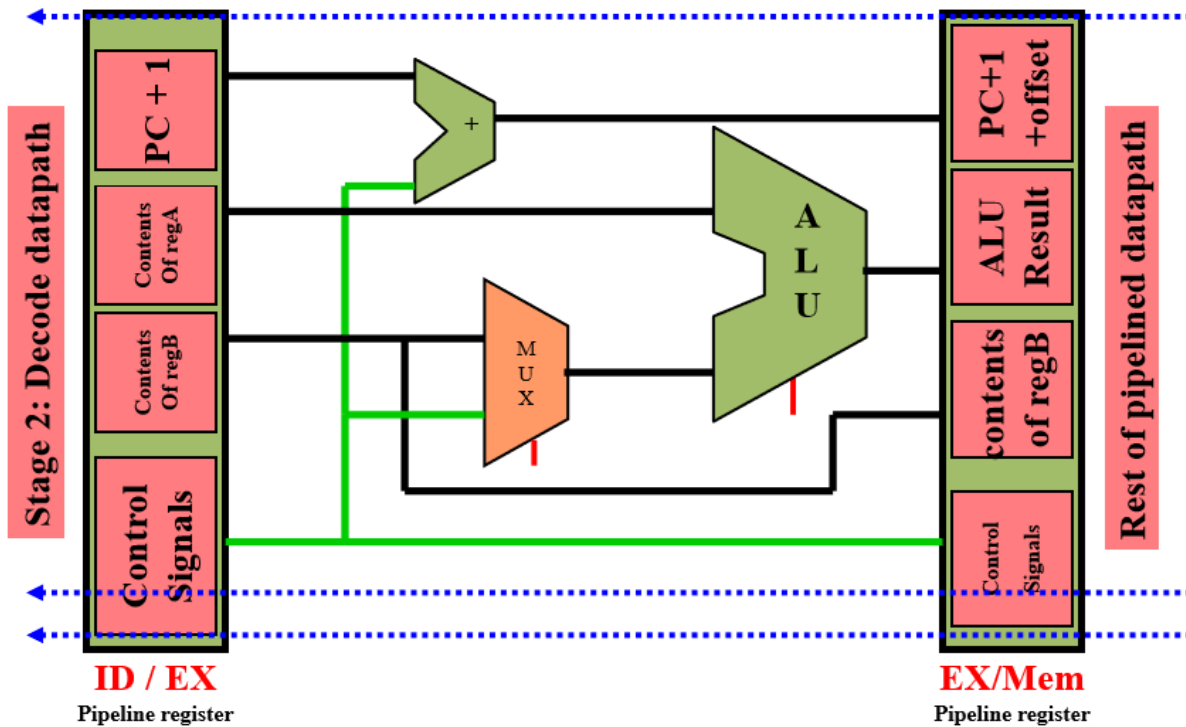 Stage 2: Decode datapath
PC + 1
Contents
Of regA
Contents
Of regB
Control
Signals
ID / EX
Pipeline register
+
M
U
X
A
L
U
PC+1
+offset
ALU
Result
contents
of regB
Control
Signals
EX/Mem
Pipeline register
Rest of pipelined datapath